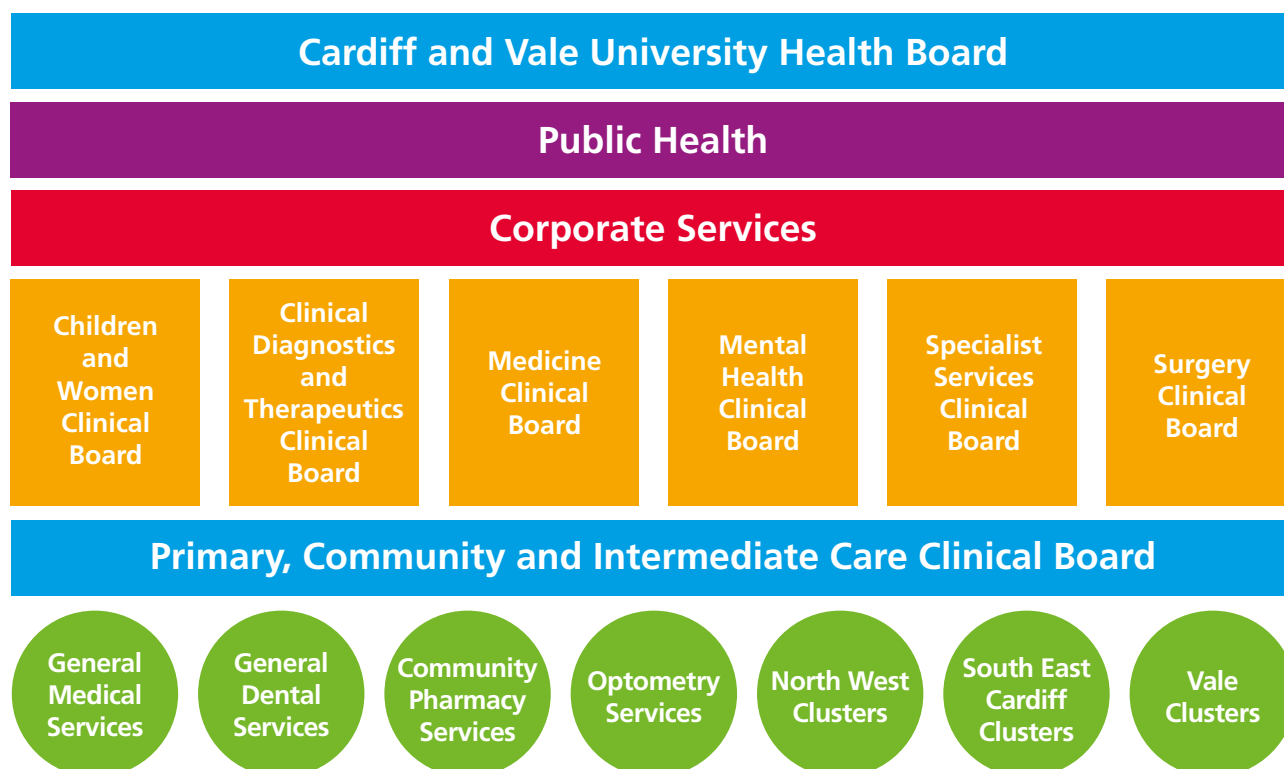 Cardiff and Vale University Health Board
Public Health
Corporate Services
Children
and
Women
Clinical
Board
Clinical
Diagnostics
and
Therapeutics
Clinical
Board
Medicine
Clinical
Board
Mental
Health
Clinical
Board
Specialist
Services
Clinical
Board
Surgery
Clinical
Board
Primary, Community and Intermediate Care Clinical Board
General
Medical
Services
General
Dental
Services
Community
Pharmacy
Services
Optometry
Services
North West
Clusters
South East
Cardiff
Clusters
Vale
Clusters